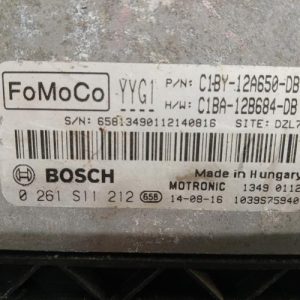 FoMoCo YYG1 P/N: C1BY-12A650-DB
H/W: C1BA-12B684-DB
S/N: 65813490112140816 SITE: DZL7
BOSCH Made in Hungary
MOTRONIC 1349 0112
0 261 S11 212 658 14-08-16 1039S75940